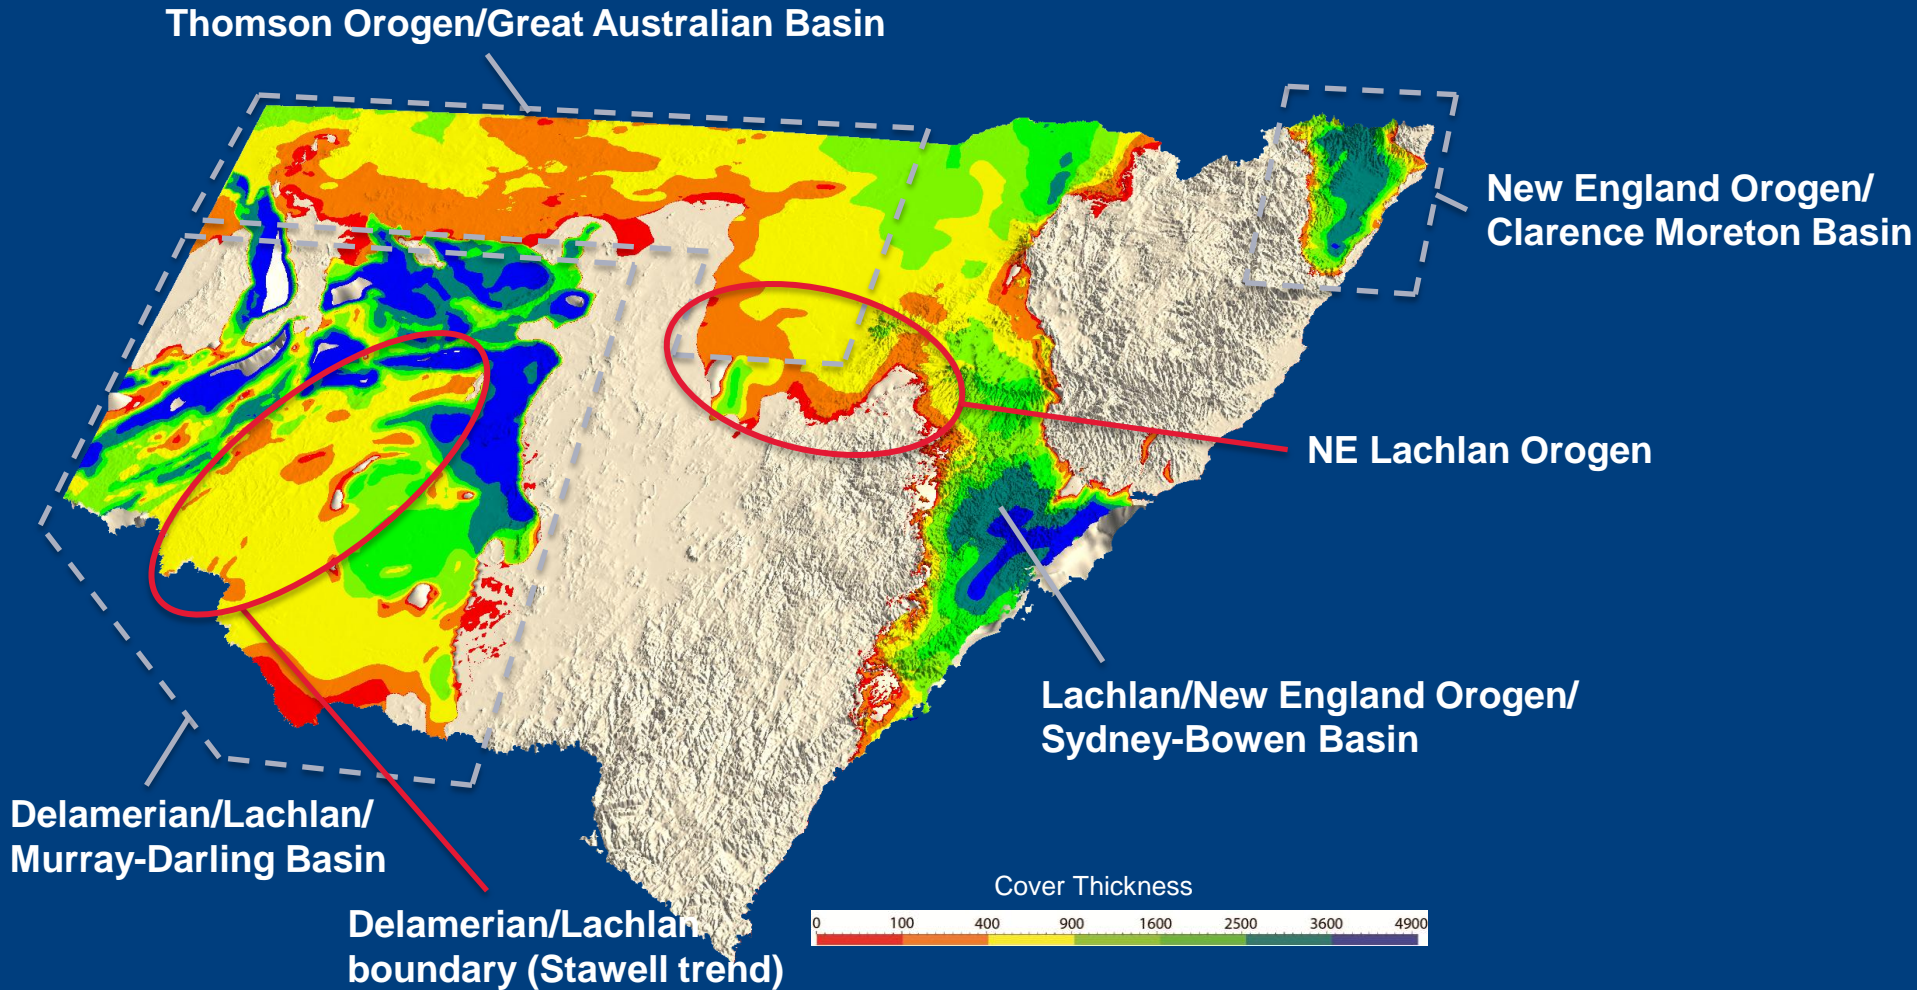 Thomson Orogen/Great Australian Basin
New England Orogen/
Clarence Moreton Basin
NE Lachlan Orogen
Lachlan/New England Orogen/
Sydney-Bowen Basin
Delamerian/Lachlan/
Murray-Darling Basin
Delamerian/Lachlan
boundary (Stawell trend)
Cover Thickness
0 100 400 900 1600 2500 3600 4900